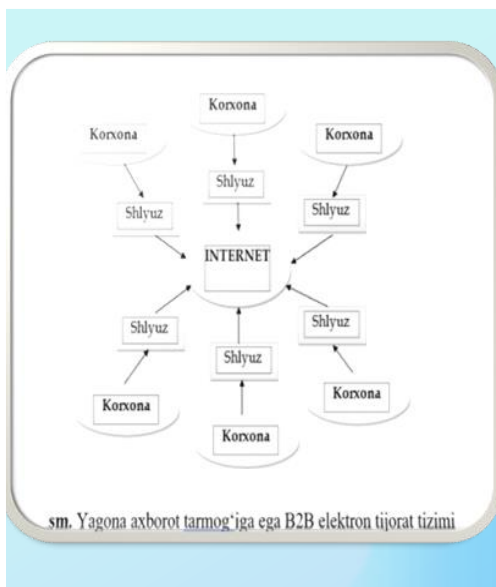 Korxona
Korxona
Korxona
Shlyuz
Shlyuz
Shlyuz
INTERNET
Shlyuz
Shlyuz
Shlyuz
Korxona
Korxona
Korxona
sm. Yagona axborot tarmog‘iga ega B2B elektron tijorat tizimi